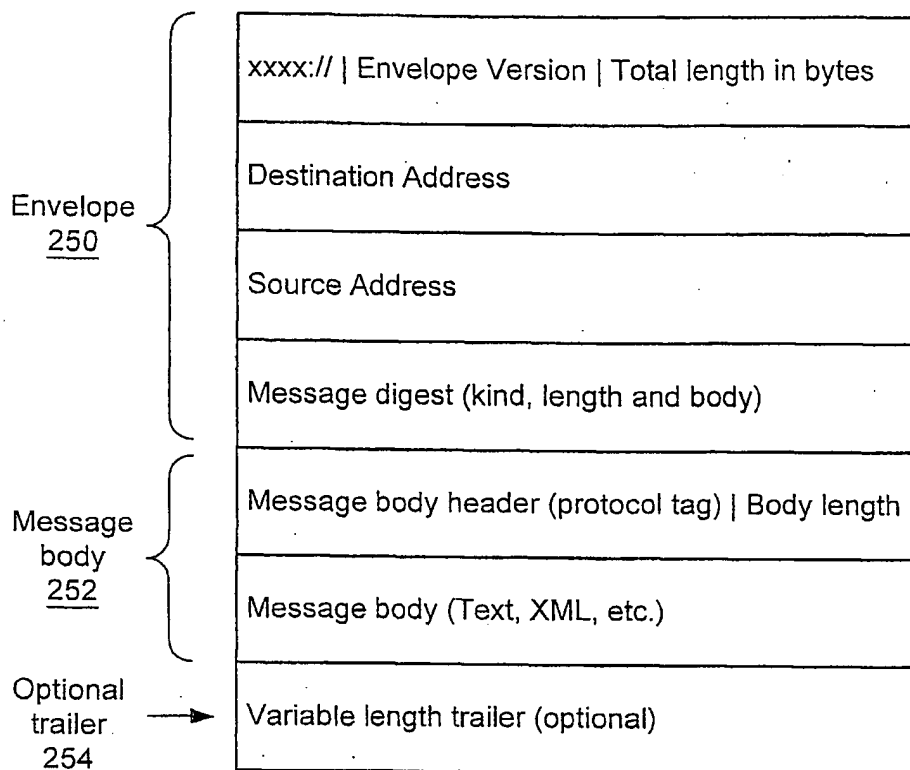 xxxx:// | Envelope Version | Total length in bytes
Destination Address
Envelope
250
Source Address
Message digest (kind, length and body)
Message body header (protocol tag) | Body length
Message
body
252
Message body (Text, XML, etc.)
Optional
trailer
254
Variable length trailer (optional)